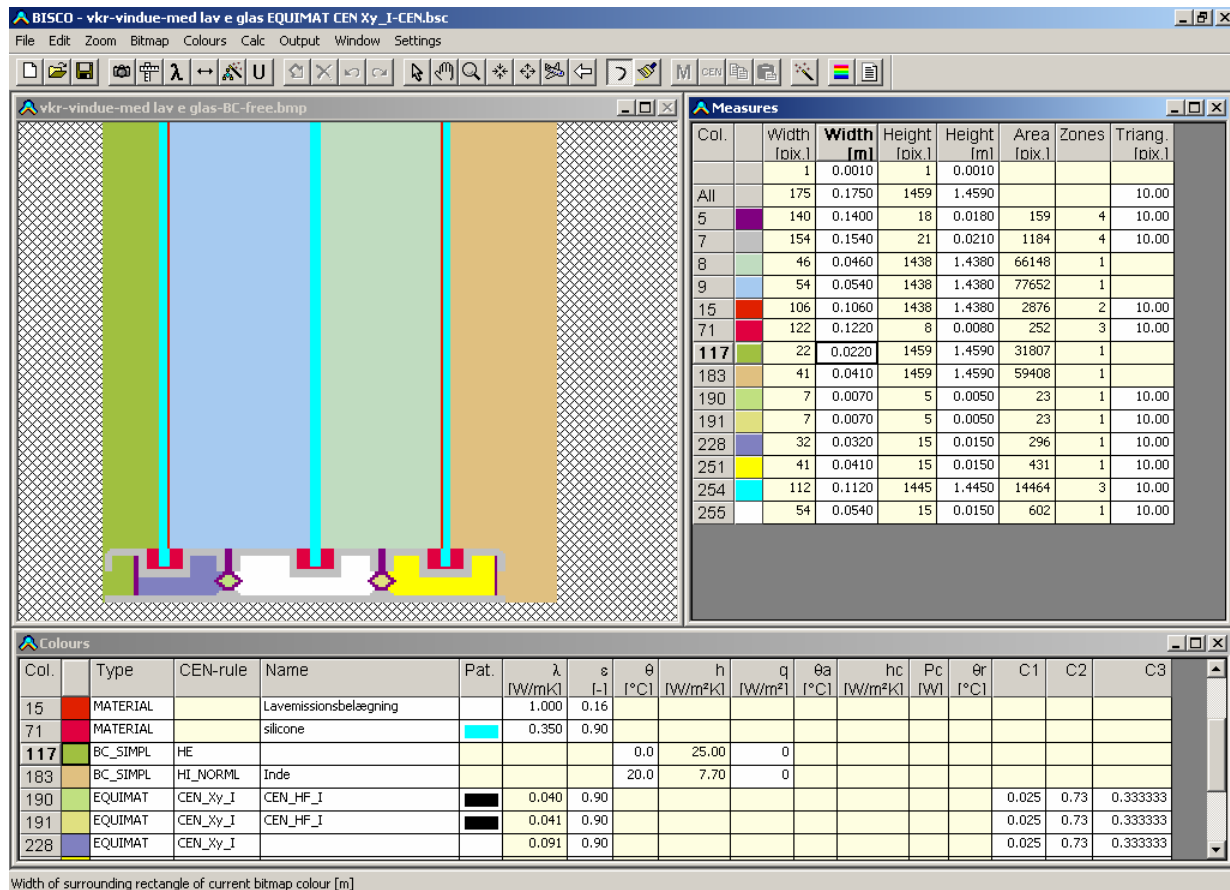 BISCO - vkr-vindue-med lav e glas EQUIMAT CEN Xy_I-CEN.bsc
File Edit Zoom Bitmap Colours Calc Output Window Settings
λ U M CEN
vkr-vindue-med lav e glas-BC-free.bmp
Measures
Col. Width [pix.] Width [m] Height [pix.] Height [m] Area [pix.] Zones Triang. [pix.]
1 0.0010 1 0.0010
All 175 0.1750 1459 1.4590 10.00
5 140 0.1400 18 0.0180 159 4 10.00
7 154 0.1540 21 0.0210 1184 4 10.00
8 46 0.0460 1438 1.4380 66148 1
9 54 0.0540 1438 1.4380 77652 1
15 106 0.1060 1438 1.4380 2876 2 10.00
71 122 0.1220 8 0.0080 252 3 10.00
117 22 0.0220 1459 1.4590 31807 1
183 41 0.0410 1459 1.4590 59408 1
190 7 0.0070 5 0.0050 23 1 10.00
191 7 0.0070 5 0.0050 23 1 10.00
228 32 0.0320 15 0.0150 296 1 10.00
251 41 0.0410 15 0.0150 431 1 10.00
254 112 0.1120 1445 1.4450 14464 3 10.00
255 54 0.0540 15 0.0150 602 1 10.00
Colours
Col. Type CEN-rule Name Pat. λ [W/mK] ε [-] θ [°C] h [W/m²K] q [W/m²] θa [°C] hc [W/m²K] Pc [W] θr [°C] C1 C2 C3
15 MATERIAL Lavemissionsbelægning 1.000 0.16
71 MATERIAL silicone 0.350 0.90
117 BC_SIMPL HE 0.0 25.00 0
183 BC_SIMPL HI_NORML Inde 20.0 7.70 0
190 EQUIMAT CEN_Xy_I CEN_HF_I 0.040 0.90 0.025 0.73 0.333333
191 EQUIMAT CEN_Xy_I CEN_HF_I 0.041 0.90 0.025 0.73 0.333333
228 EQUIMAT CEN_Xy_I 0.091 0.90 0.025 0.73 0.333333
Width of surrounding rectangle of current bitmap colour [m]